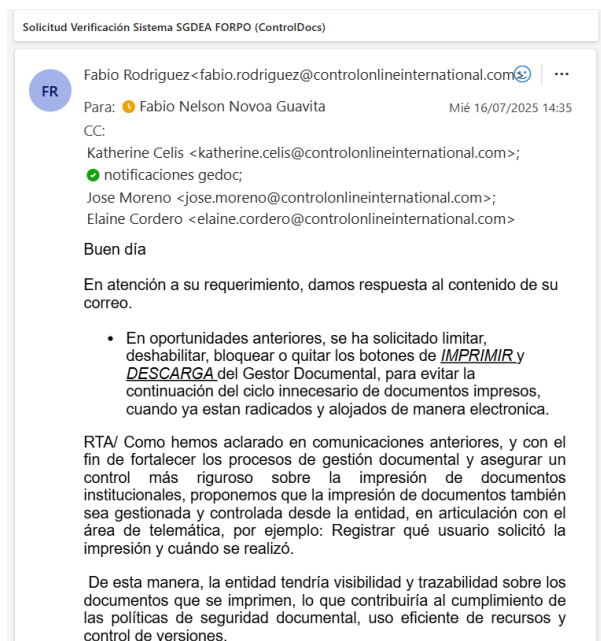 Solicitud Verificación Sistema SGDEA FORPO (ControlDocs)
FR
Fabio Rodriguez<fabio.rodriguez@controlonlineinternational.com
Para: Fabio Nelson Novoa Guavita
Mié 16/07/2025 14:35
CC:
Katherine Celis <katherine.celis@controlonlineinternational.com>;
notificaciones gedoc;
Jose Moreno <jose.moreno@controlonlineinternational.com>;
Elaine Cordero <elaine.cordero@controlonlineinternational.com>
Buen día
En atención a su requerimiento, damos respuesta al contenido de su
correo.
• En oportunidades anteriores, se ha solicitado limitar,
deshabilitar, bloquear o quitar los botones de IMPRIMIR y
DESCARGA del Gestor Documental, para evitar la
continuación del ciclo innecesario de documentos impresos,
cuando ya estan radicados y alojados de manera electronica.
RTA/ Como hemos aclarado en comunicaciones anteriores, y con el
fin de fortalecer los procesos de gestión documental y asegurar un
control más riguroso sobre la impresión de documentos
institucionales, proponemos que la impresión de documentos también
sea gestionada y controlada desde la entidad, en articulación con el
área de telemática, por ejemplo: Registrar qué usuario solicitó la
impresión y cuándo se realizó.
De esta manera, la entidad tendría visibilidad y trazabilidad sobre los
documentos que se imprimen, lo que contribuiría al cumplimiento de
las políticas de seguridad documental, uso eficiente de recursos y
control de versiones.